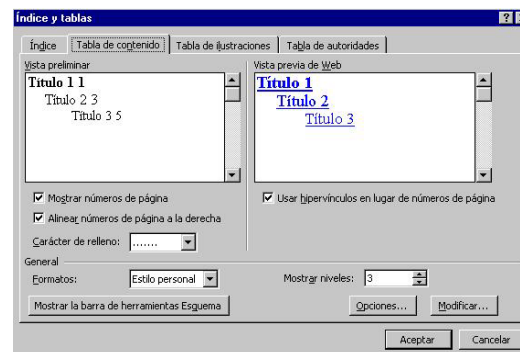 Índice y tablas
Índice Tabla de contenido Tabla de ilustraciones Tabla de autoridades
Vista preliminar
Título 1 1
Título 2 3
Título 3 5
Vista previa de Web
Título 1
Título 2
Título 3
Mostrar números de página
Alinear números de página a la derecha
Carácter de relleno: .......
Usar hipervínculos en lugar de números de página
General
Formatos: Estilo personal Mostrar niveles: 3
Mostrar la barra de herramientas Esquema Opciones... Modificar...
Aceptar Cancelar